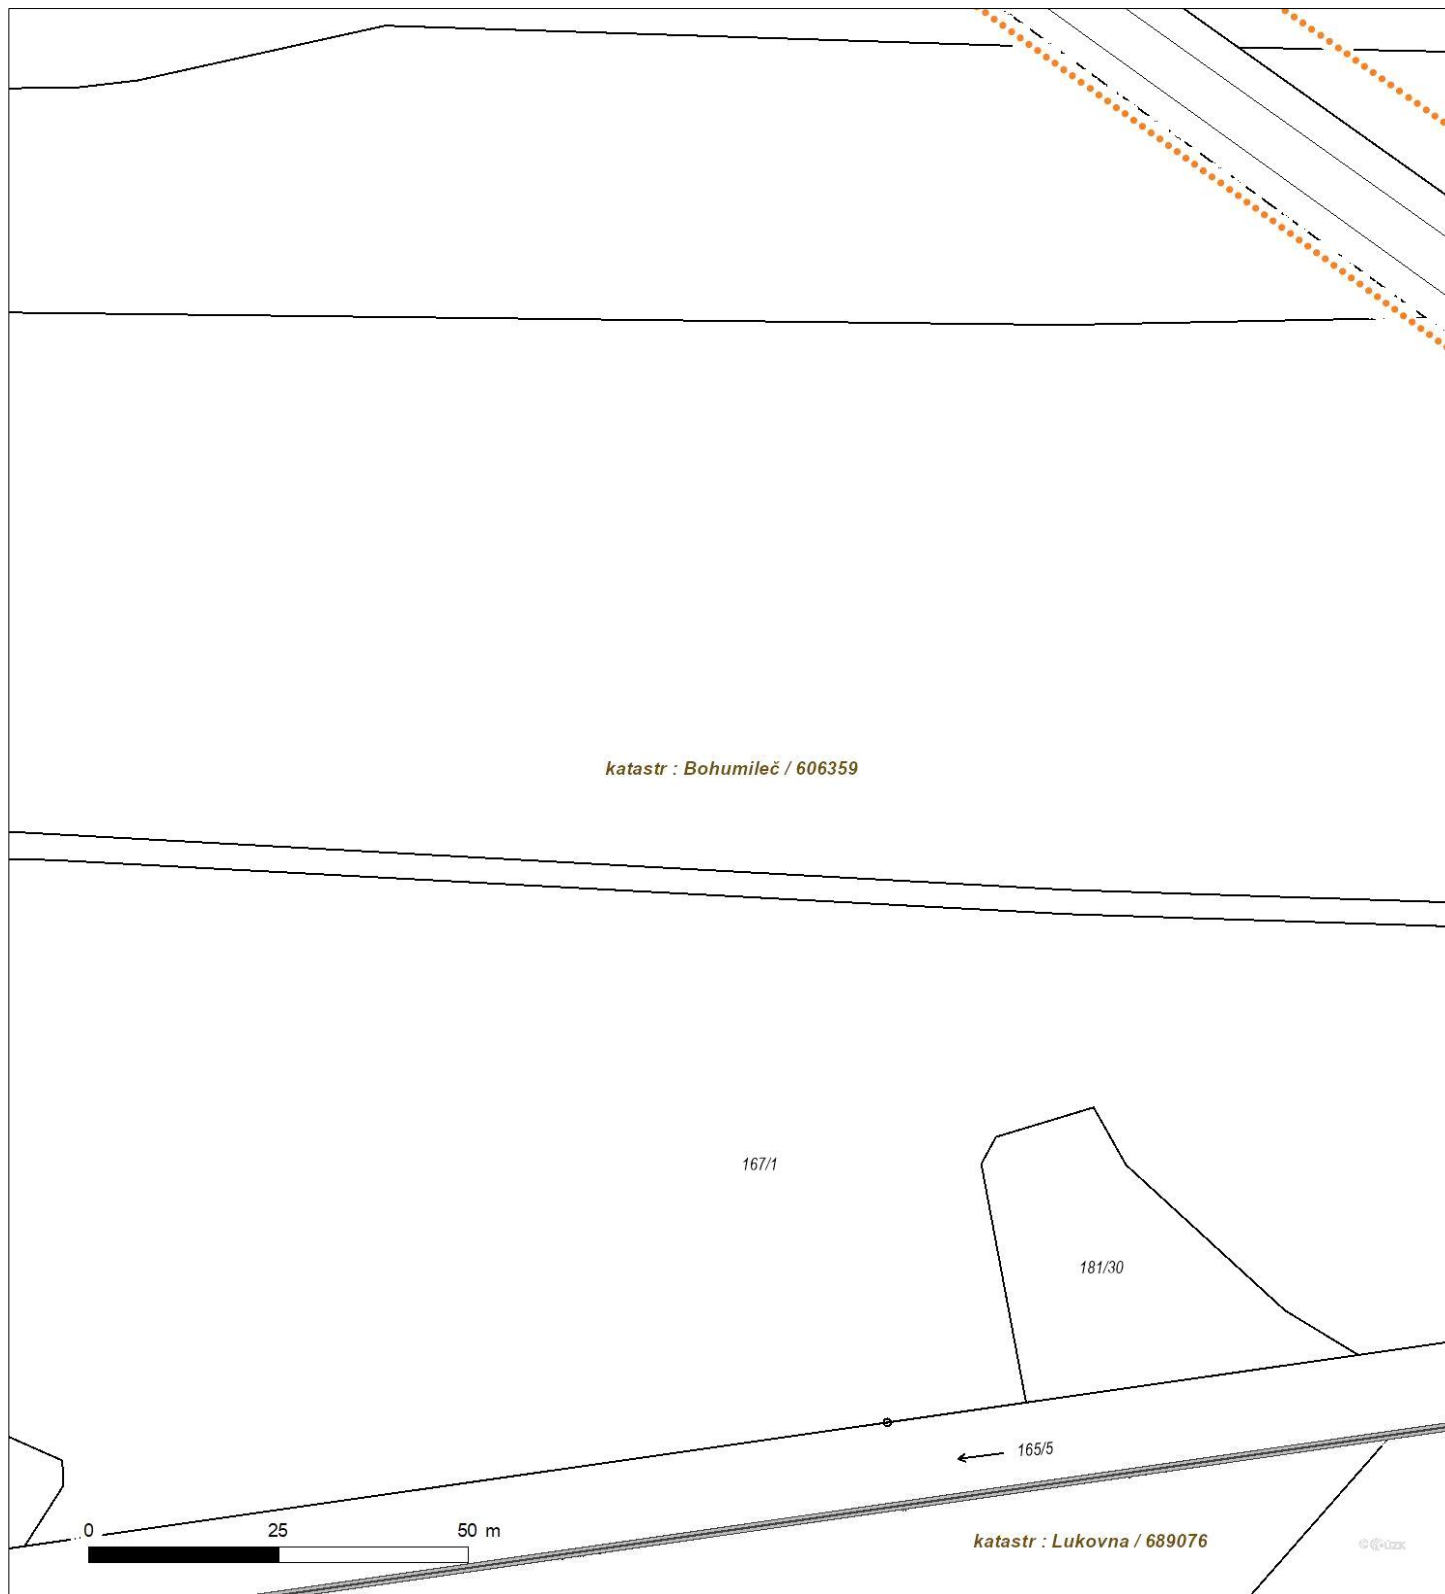 katastr : Bohumileč / 606359
167/1
181/30
165/5
0 25 50 m
katastr : Lukovna / 689076